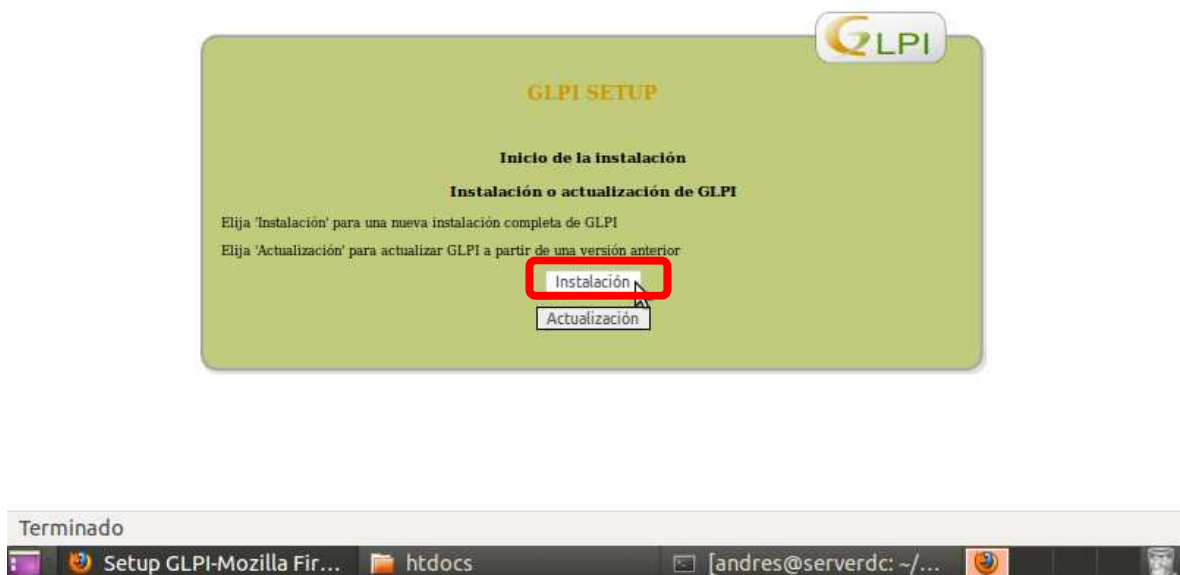 GLPI
GLPI SETUP
Inicio de la instalación
Instalación o actualización de GLPI
Elija 'Instalación' para una nueva instalación completa de GLPI
Elija 'Actualización' para actualizar GLPI a partir de una versión anterior
Instalación
Actualización
Terminado
Setup GLPI-Mozilla Fir... htdocs [andres@serverdc: ~/...